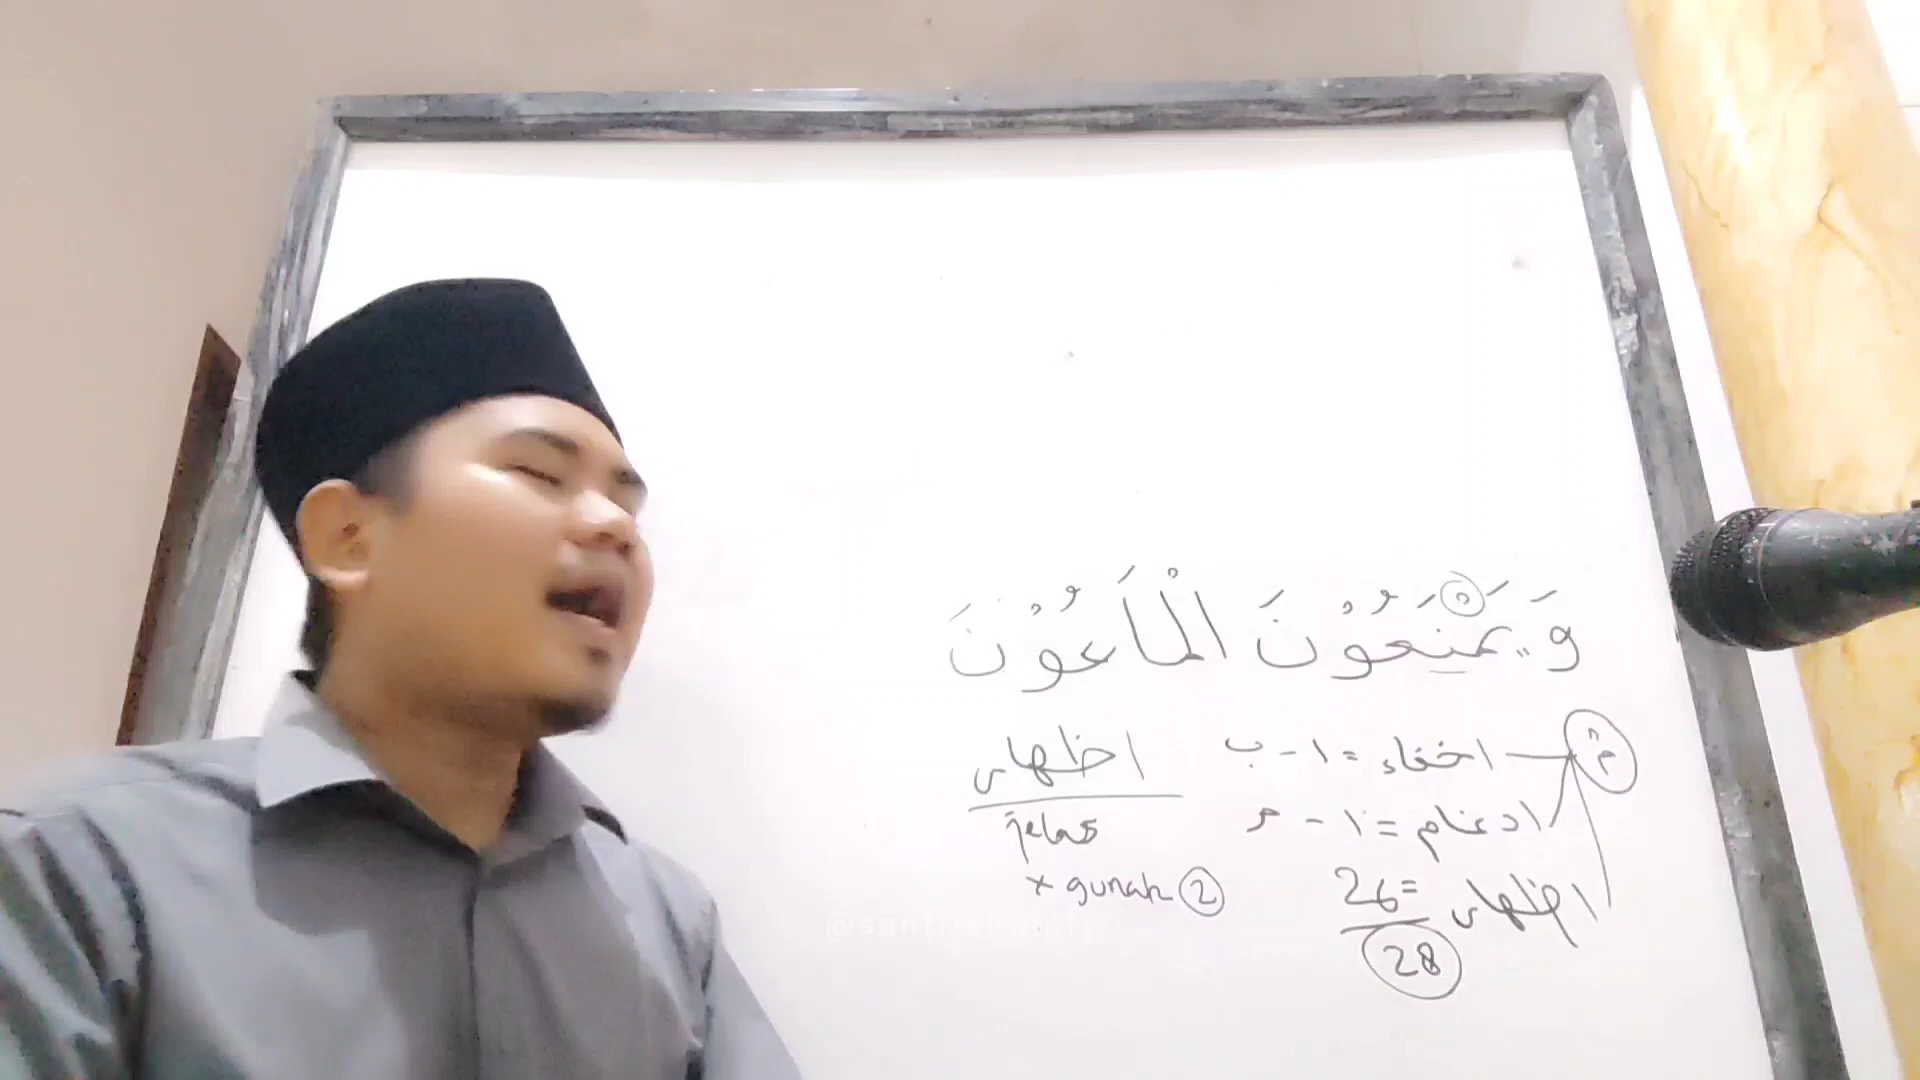 وَيَمْنَعُوْنَ الْمَاعُوْنَ
مْ
اخفاء = ١ - ب
ادغام = ١ - م
اظهار = 26
28
اظهار
jelas
x gunah 2